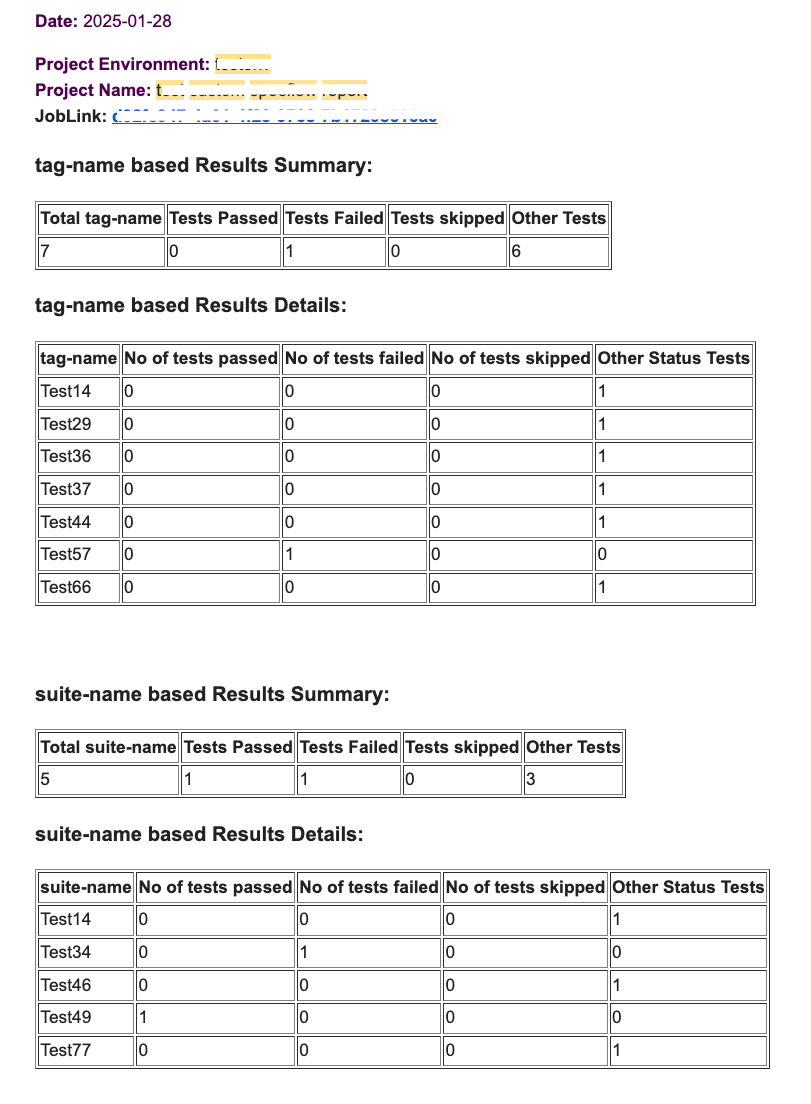 Date: 2025-01-28
Project Environment:
Project Name:
JobLink:
tag-name based Results Summary:
Total tag-name Tests Passed Tests Failed Tests skipped Other Tests
7 0 1 0 6
tag-name based Results Details:
tag-name No of tests passed No of tests failed No of tests skipped Other Status Tests
Test14 0 0 0 1
Test29 0 0 0 1
Test36 0 0 0 1
Test37 0 0 0 1
Test44 0 0 0 1
Test57 0 1 0 0
Test66 0 0 0 1
suite-name based Results Summary:
Total suite-name Tests Passed Tests Failed Tests skipped Other Tests
5 1 1 0 3
suite-name based Results Details:
suite-name No of tests passed No of tests failed No of tests skipped Other Status Tests
Test14 0 0 0 1
Test34 0 1 0 0
Test46 0 0 0 1
Test49 1 0 0 0
Test77 0 0 0 1